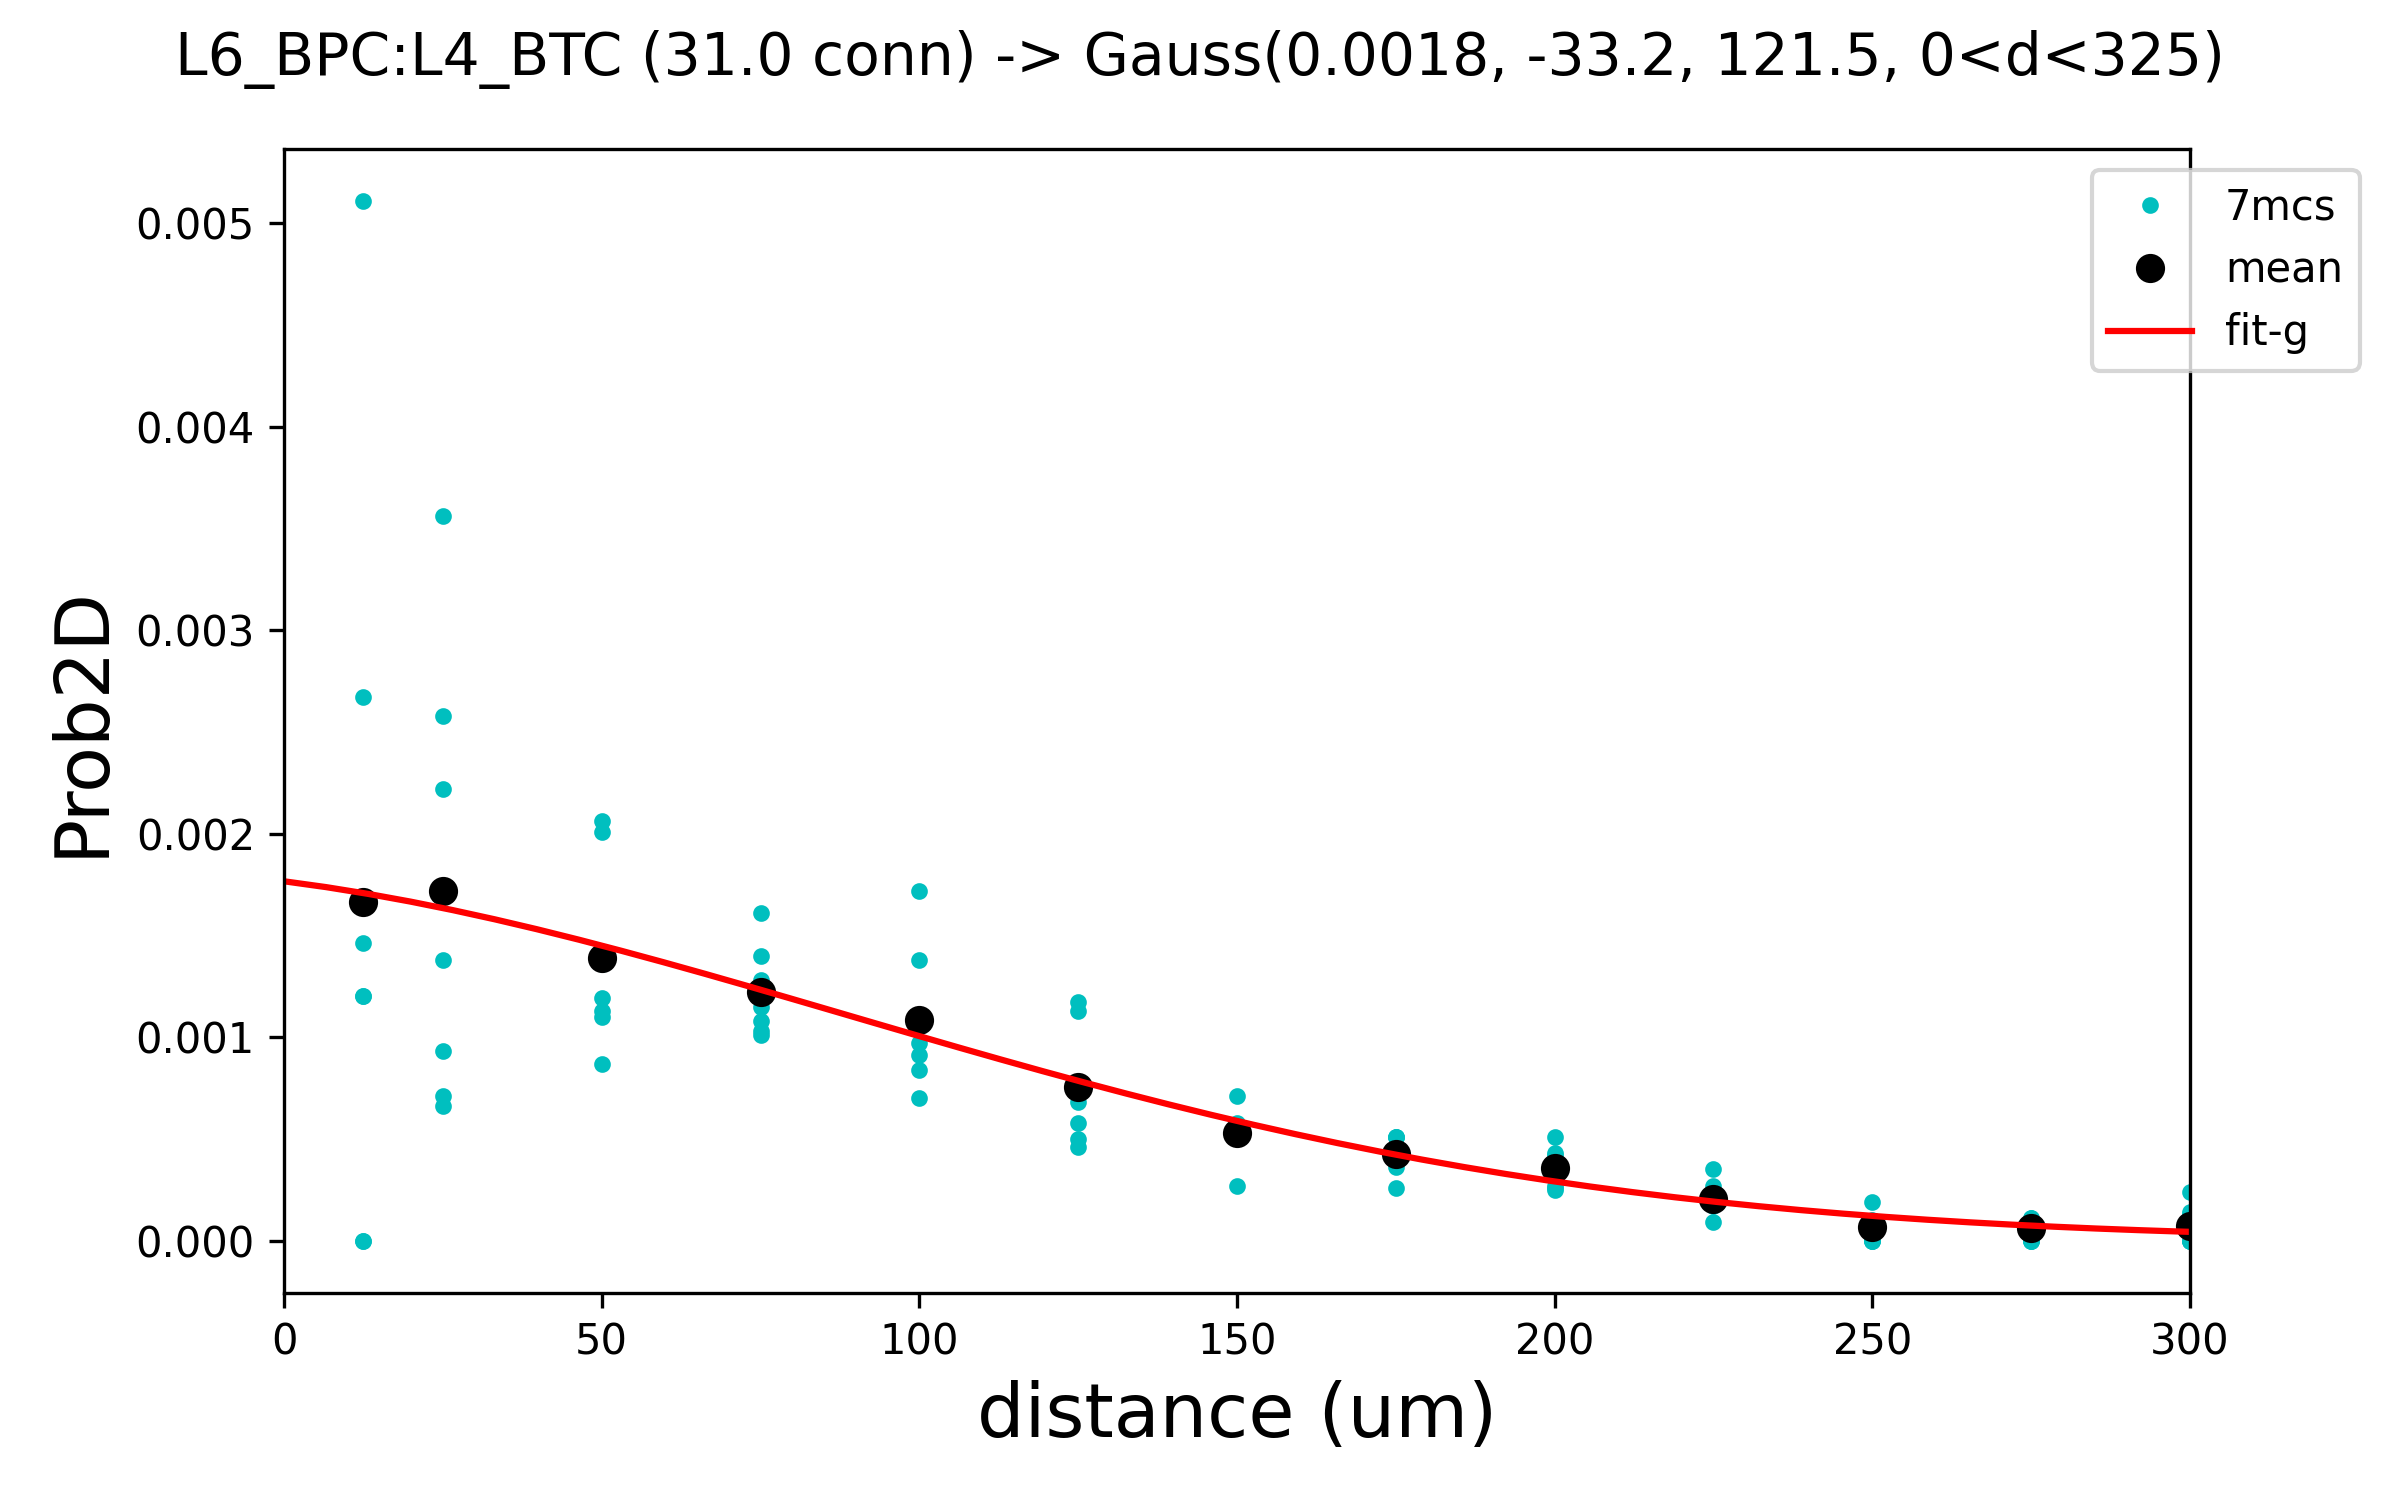 L6_BPC:L4_BTC (31.0 conn) -> Gauss(0.0018, -33.2, 121.5, 0<d<325)
7mcs
mean
fit-g
0.005
0.004
0.003
0.002
0.001
0.000
Prob2D
0
50
100
150
200
250
300
distance (um)